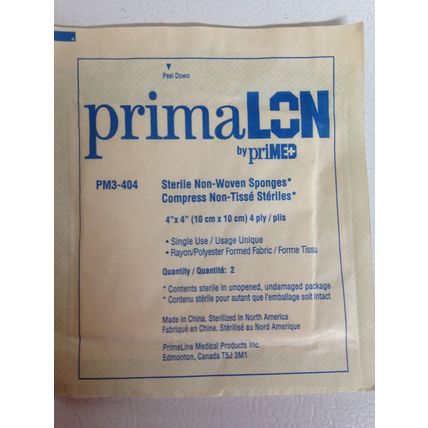 Peel Down
primaLON
by priMED
PM3-404 Sterile Non-Woven Sponges*
Compress Non-Tissé Stériles*
4"x 4" (10 cm x 10 cm) 4 ply / plis
• Single Use / Usage Unique
• Rayon/Polyester Formed Fabric / Forme Tissu
Quantity / Quantité: 2
* Contents sterile in unopened, undamaged package
* Contenu stérile pour autant que l'emballage soit intact
Made in China. Sterilized in North America
Fabriqué en Chine. Stérilisé au Nord Amerique
PrimeLine Medical Products Inc.
Edmonton, Canada T5J 3M1